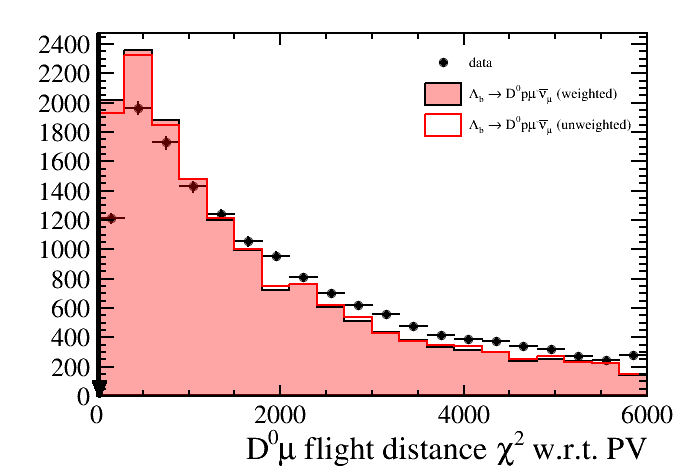 2400
2200
2000
1800
1600
1400
1200
1000
800
600
400
200
0
data
Λb → D⁰pμ ν̄μ (weighted)
Λb → D⁰pμ ν̄μ (unweighted)
0 2000 4000 6000
D⁰μ flight distance χ² w.r.t. PV